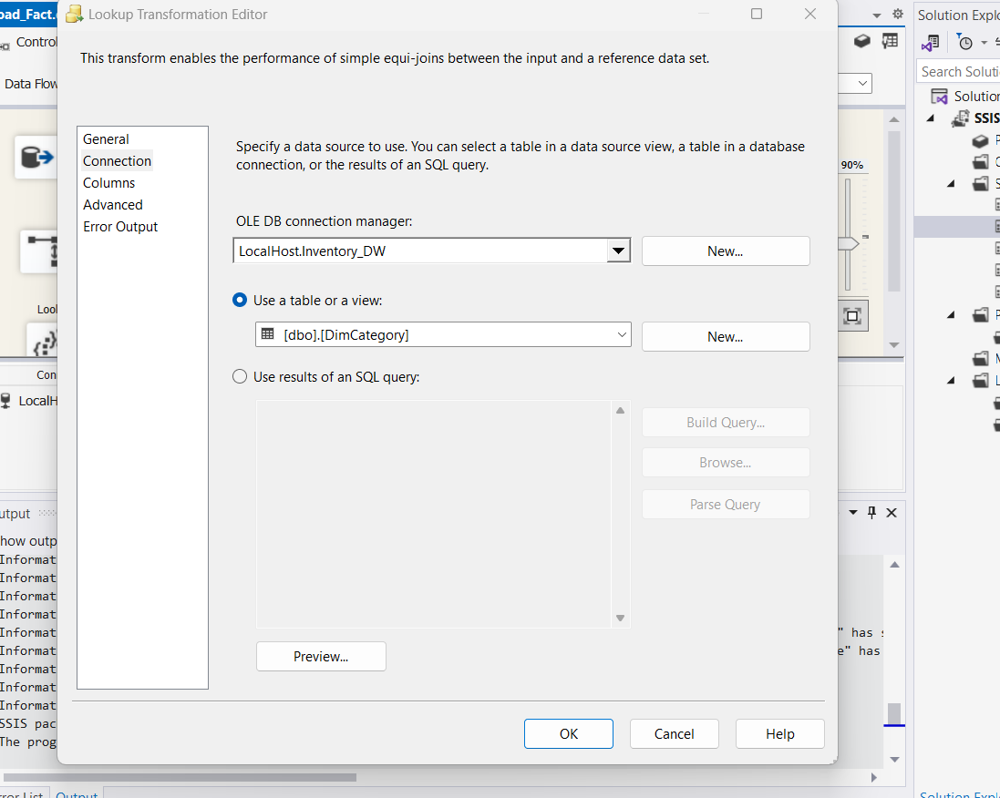 oad_Fact.
Lookup Transformation Editor
Solution Explo
Control
This transform enables the performance of simple equi-joins between the input and a reference data set.
Data Flow
Search Soluti
Solution
SSIS
General
Connection
Columns
Advanced
Error Output
Specify a data source to use. You can select a table in a data source view, a table in a database
connection, or the results of an SQL query.
90%
OLE DB connection manager:
LocalHost.Inventory_DW
New...
Use a table or a view:
[dbo].[DimCategory]
New...
Look
Use results of an SQL query:
Con
LocalH
Build Query...
Browse...
Parse Query
utput
how outp
Informat
Informat
Informat
Informat
Informat
" has s
Informat
e" has
Informat
Informat
Informat
SSIS pac
The prog
Preview...
OK
Cancel
Help
rror List
Output
Solution Explo